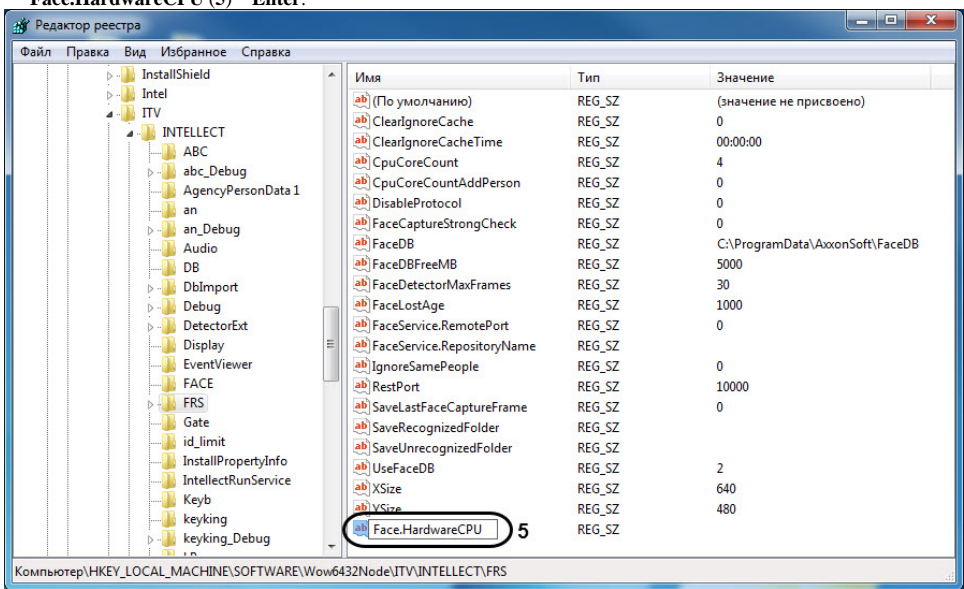 Face.HardwareCPU (5) Enter.
Редактор реестра
Файл Правка Вид Избранное Справка
InstallShield
Intel
ITV
INTELLECT
ABC
abc_Debug
AgencyPersonData 1
an
an_Debug
Audio
DB
DbImport
Debug
DetectorExt
Display
EventViewer
FACE
FRS
Gate
id_limit
InstallPropertyInfo
IntellectRunService
Keyb
keyking
keyking_Debug
Имя Тип Значение
(По умолчанию) REG_SZ (значение не присвоено)
ClearIgnoreCache REG_SZ 0
ClearIgnoreCacheTime REG_SZ 00:00:00
CpuCoreCount REG_SZ 4
CpuCoreCountAddPerson REG_SZ 0
DisableProtocol REG_SZ 0
FaceCaptureStrongCheck REG_SZ 0
FaceDB REG_SZ C:\ProgramData\AxxonSoft\FaceDB
FaceDBFreeMB REG_SZ 5000
FaceDetectorMaxFrames REG_SZ 30
FaceLostAge REG_SZ 1000
FaceService.RemotePort REG_SZ 0
FaceService.RepositoryName REG_SZ
IgnoreSamePeople REG_SZ 0
RestPort REG_SZ 10000
SaveLastFaceCaptureFrame REG_SZ 0
SaveRecognizedFolder REG_SZ
SaveUnrecognizedFolder REG_SZ
UseFaceDB REG_SZ 2
XSize REG_SZ 640
YSize REG_SZ 480
Face.HardwareCPU REG_SZ
5
Компьютер\HKEY_LOCAL_MACHINE\SOFTWARE\Wow6432Node\ITV\INTELLECT\FRS